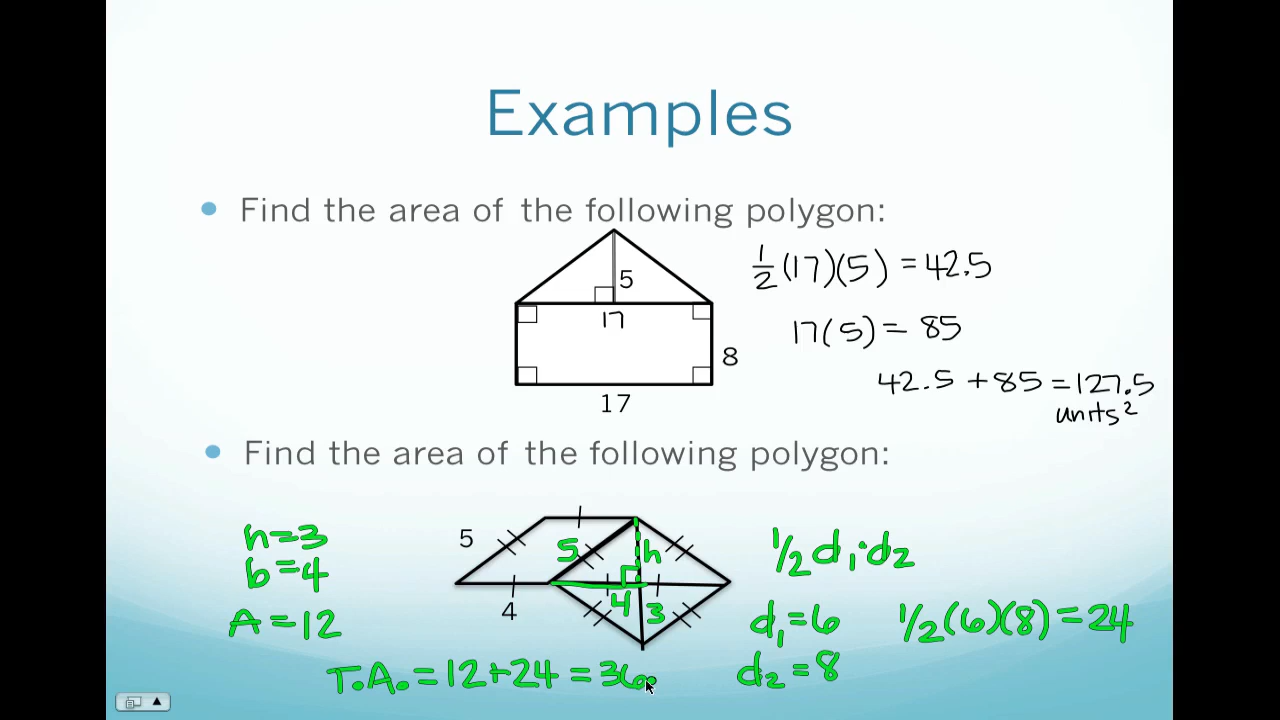 Examples
Find the area of the following polygon:
5
17
8
17
1/2 (17)(5) = 42.5
17(5) = 85
42.5 + 85 = 127.5
units²
Find the area of the following polygon:
h=3
b=4
A=12
5
4
5
h
4
3
1/2 d₁·d₂
d₁=6
d₂=8
1/2(6)(8)=24
T.A.=12+24=36